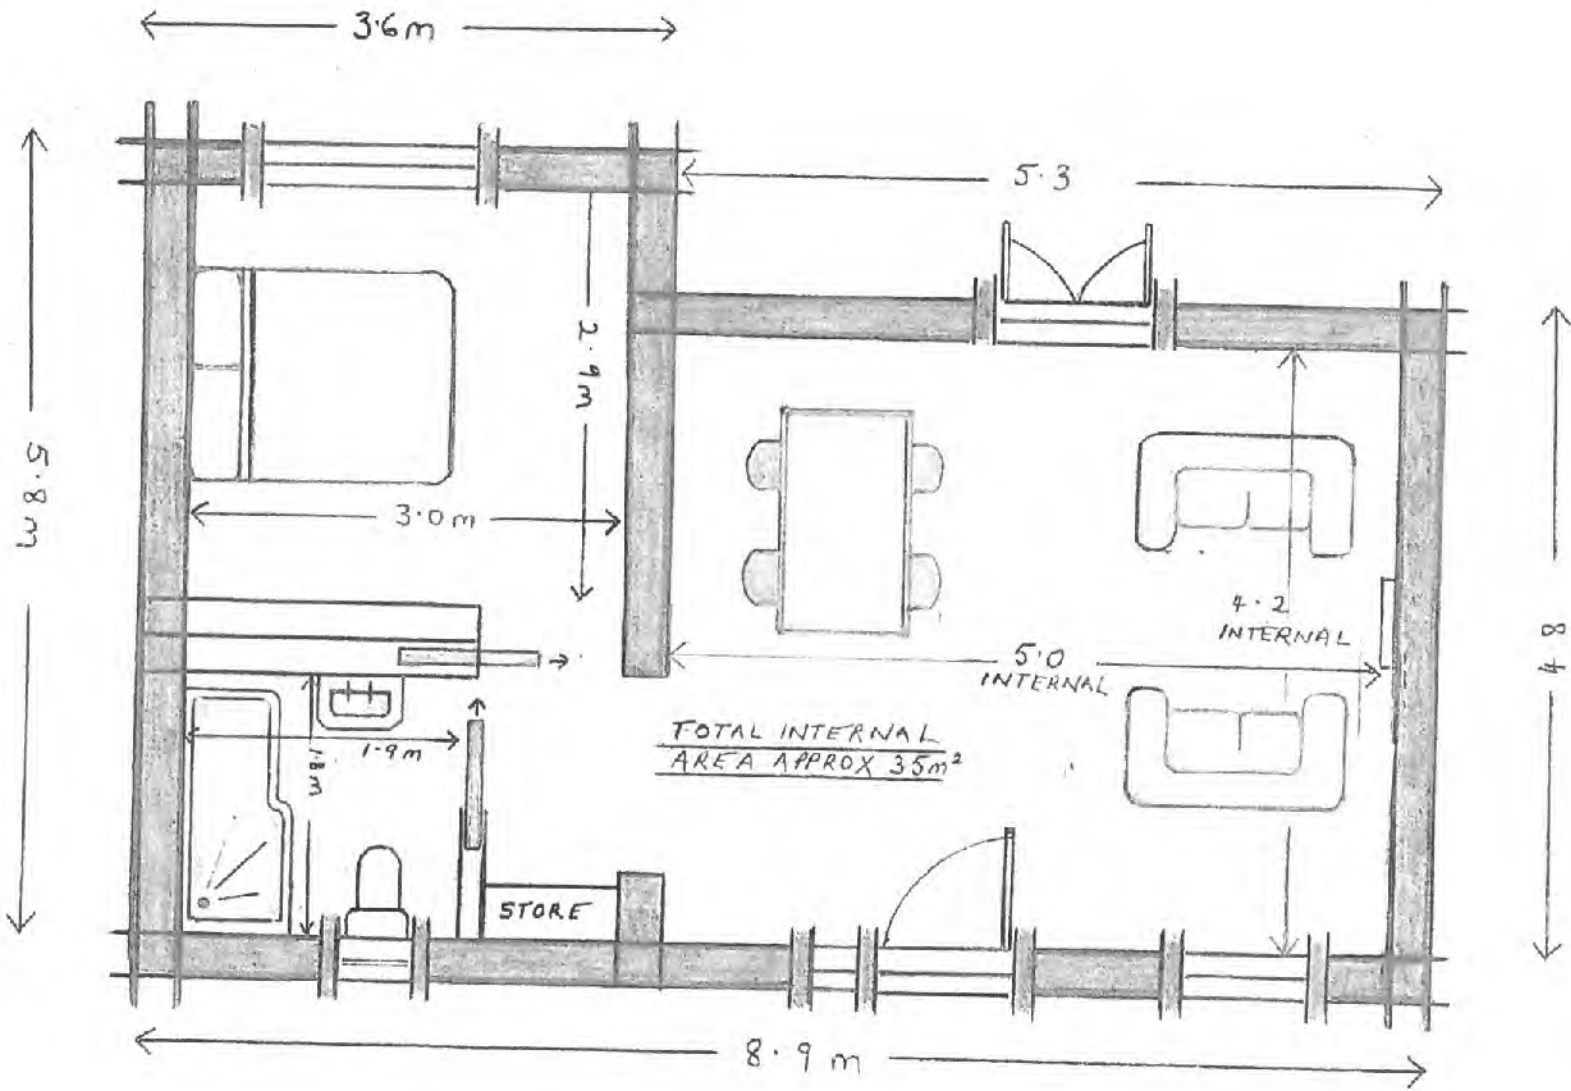 3·6m
5·3
5·8m
2·9m
3·0m
4·2
INTERNAL
5·0
INTERNAL
4·8
TOTAL INTERNAL
AREA APPROX 35m²
1·9m
1·8m
STORE
8·9m